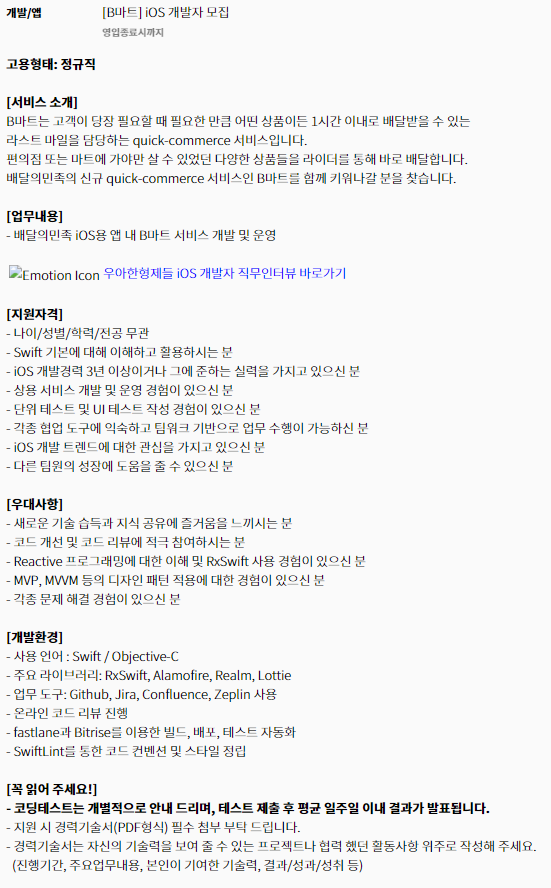 개발/앱
[B마트] iOS 개발자 모집
영입종료시까지
고용형태: 정규직
[서비스 소개]
B마트는 고객이 당장 필요할 때 필요한 만큼 어떤 상품이든 1시간 이내로 배달받을 수 있는
라스트 마일을 담당하는 quick-commerce 서비스입니다.
편의점 또는 마트에 가야만 살 수 있었던 다양한 상품들을 라이더를 통해 바로 배달합니다.
배달의민족의 신규 quick-commerce 서비스인 B마트를 함께 키워나갈 분을 찾습니다.
[업무내용]
- 배달의민족 iOS용 앱 내 B마트 서비스 개발 및 운영
Emotion Icon 우아한형제들 iOS 개발자 직무인터뷰 바로가기
[지원자격]
- 나이/성별/학력/전공 무관
- Swift 기본에 대해 이해하고 활용하시는 분
- iOS 개발경력 3년 이상이거나 그에 준하는 실력을 가지고 있으신 분
- 상용 서비스 개발 및 운영 경험이 있으신 분
- 단위 테스트 및 UI 테스트 작성 경험이 있으신 분
- 각종 협업 도구에 익숙하고 팀워크 기반으로 업무 수행이 가능하신 분
- iOS 개발 트렌드에 대한 관심을 가지고 있으신 분
- 다른 팀원의 성장에 도움을 줄 수 있으신 분
[우대사항]
- 새로운 기술 습득과 지식 공유에 즐거움을 느끼시는 분
- 코드 개선 및 코드 리뷰에 적극 참여하시는 분
- Reactive 프로그래밍에 대한 이해 및 RxSwift 사용 경험이 있으신 분
- MVP, MVVM 등의 디자인 패턴 적용에 대한 경험이 있으신 분
- 각종 문제 해결 경험이 있으신 분
[개발환경]
- 사용 언어 : Swift / Objective-C
- 주요 라이브러리: RxSwift, Alamofire, Realm, Lottie
- 업무 도구: Github, Jira, Confluence, Zeplin 사용
- 온라인 코드 리뷰 진행
- fastlane과 Bitrise를 이용한 빌드, 배포, 테스트 자동화
- SwiftLint를 통한 코드 컨벤션 및 스타일 정립
[꼭 읽어 주세요!]
- 코딩테스트는 개별적으로 안내 드리며, 테스트 제출 후 평균 일주일 이내 결과가 발표됩니다.
- 지원 시 경력기술서(PDF형식) 필수 첨부 부탁 드립니다.
- 경력기술서는 자신의 기술력을 보여 줄 수 있는 프로젝트나 협력 했던 활동사항 위주로 작성해 주세요.
(진행기간, 주요업무내용, 본인이 기여한 기술력, 결과/성과/성취 등)